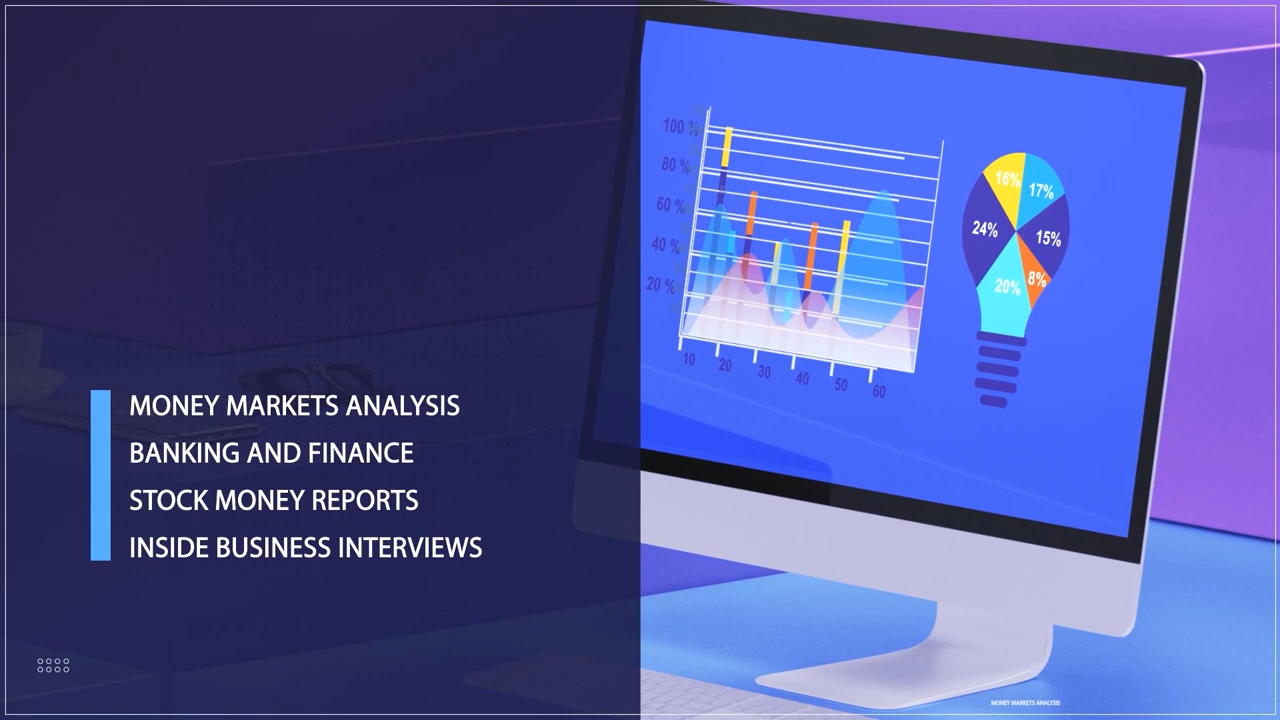 MONEY MARKETS ANALYSIS
BANKING AND FINANCE
STOCK MONEY REPORTS
INSIDE BUSINESS INTERVIEWS
100 %
80 %
60 %
40 %
20 %
10 20 30 40 50 60
16% 17%
24% 15%
20% 8%
MONEY MARKETS ANALYSIS